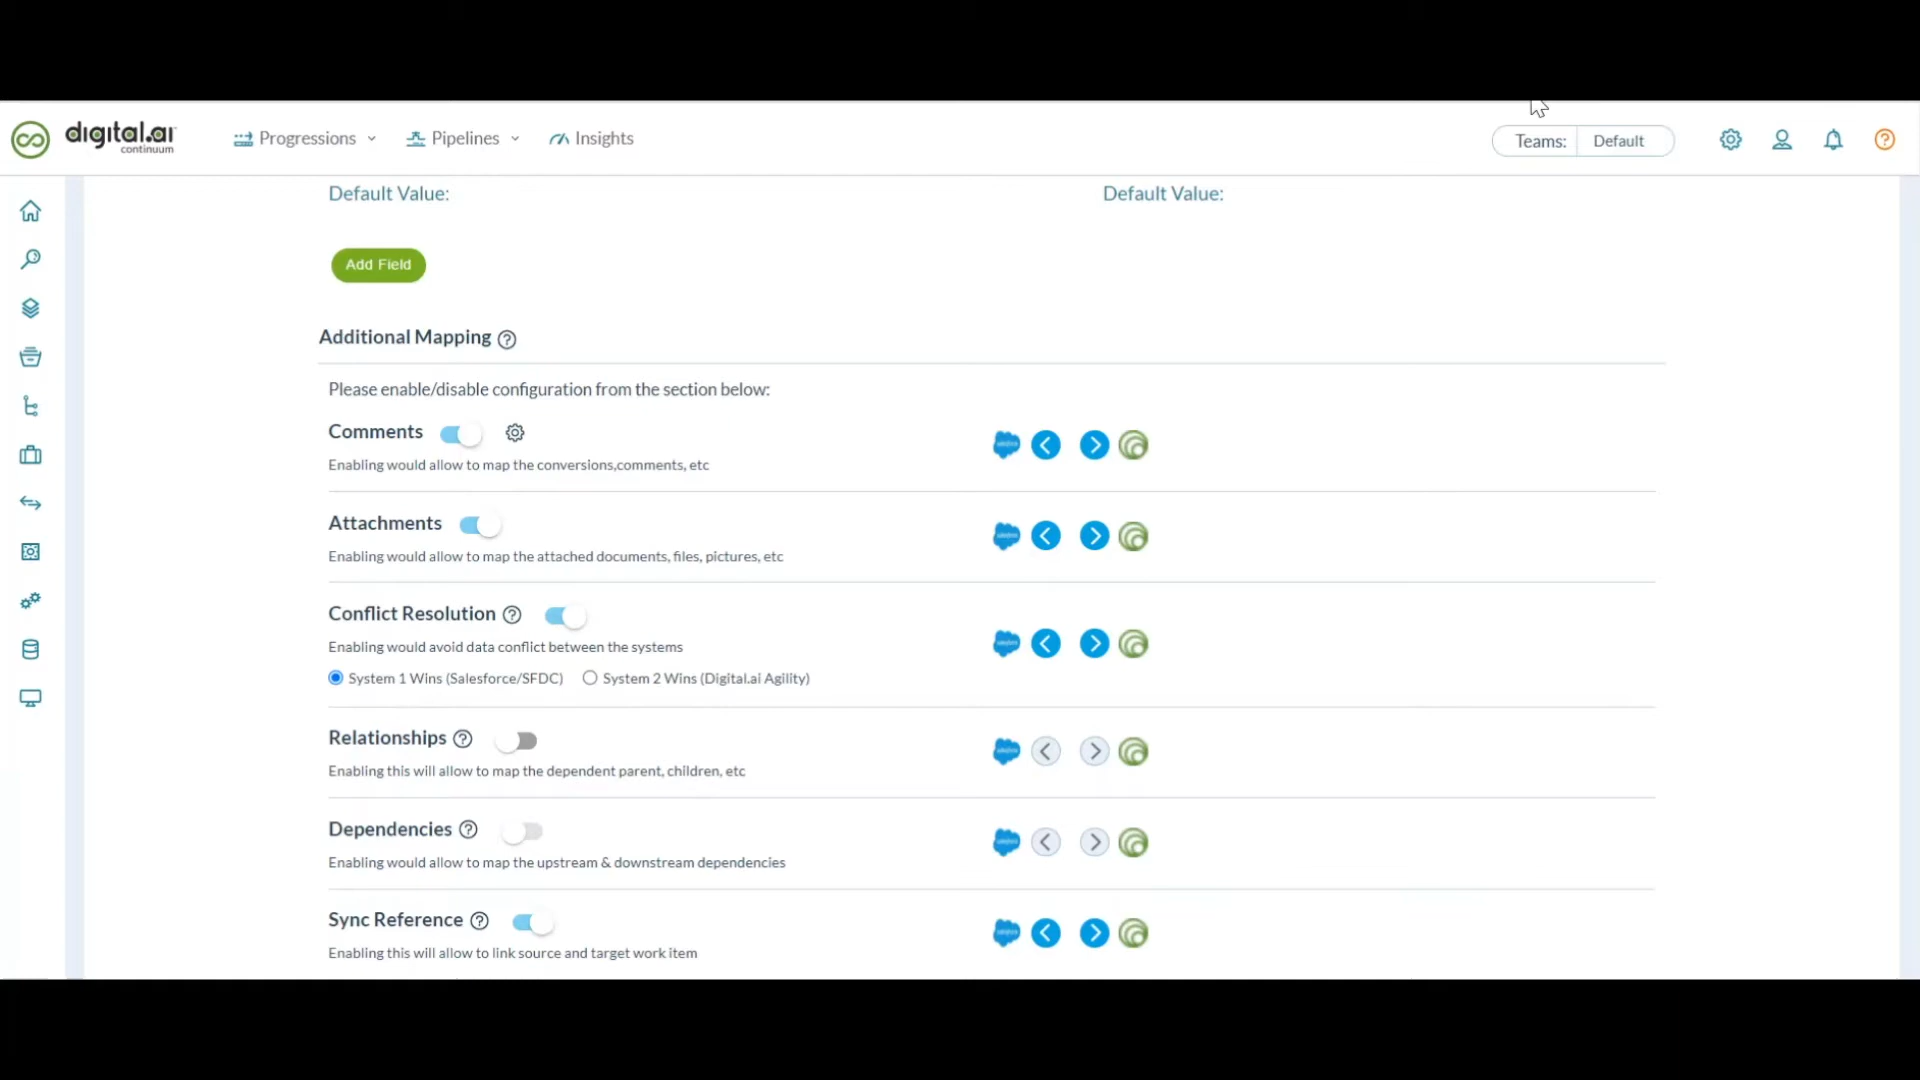 digital.ai
continuum
Progressions
Pipelines
Insights
Teams:
Default
Default Value:
Default Value:
Add Field
Additional Mapping
Please enable/disable configuration from the section below:
Comments
Enabling would allow to map the conversions,comments, etc
Attachments
Enabling would allow to map the attached documents, files, pictures, etc
Conflict Resolution
Enabling would avoid data conflict between the systems
System 1 Wins (Salesforce/SFDC) System 2 Wins (Digital.ai Agility)
Relationships
Enabling this will allow to map the dependent parent, children, etc
Dependencies
Enabling would allow to map the upstream & downstream dependencies
Sync Reference
Enabling this will allow to link source and target work item